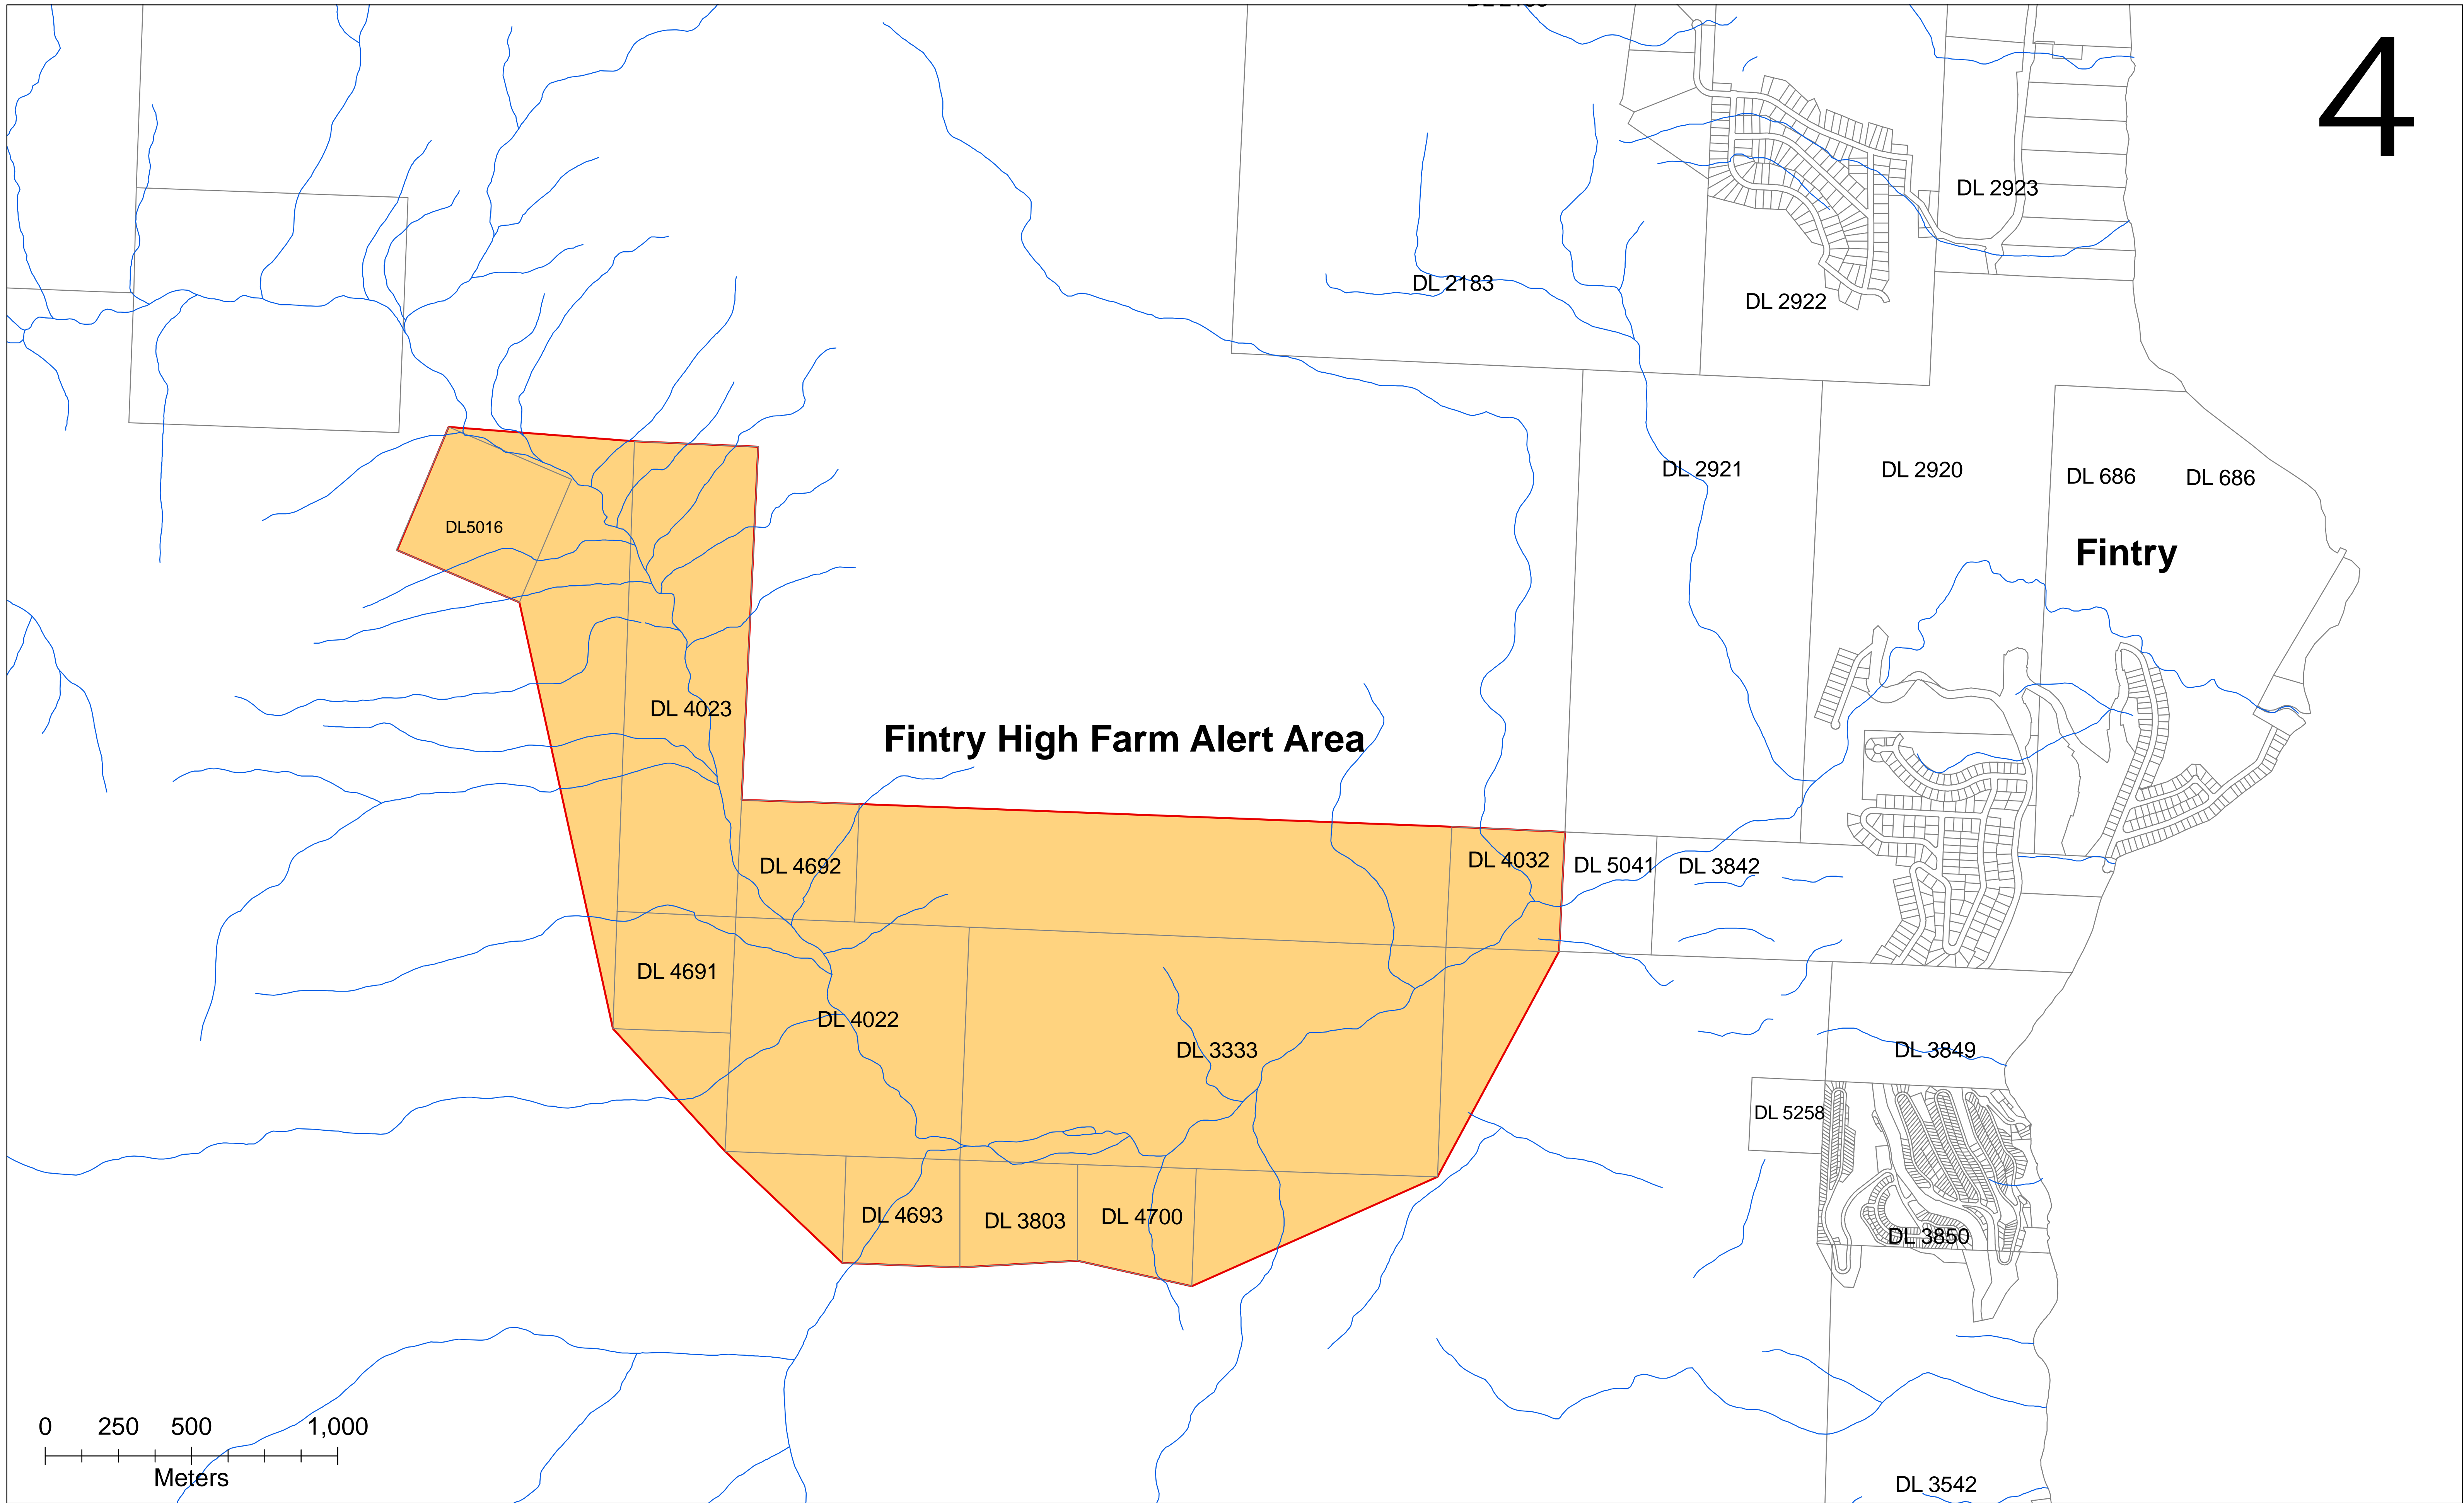 4
DL 2923
DL 2183
DL 2922
DL 2921
DL 2920
DL 686
DL 686
DL5016
Fintry
DL 4023
Fintry High Farm Alert Area
DL 4692
DL 4032
DL 5041
DL 3842
DL 4691
DL 4022
DL 3333
DL 3849
DL 5258
DL 4693
DL 3803
DL 4700
DL 3850
0 250 500 1,000
Meters
DL 3542